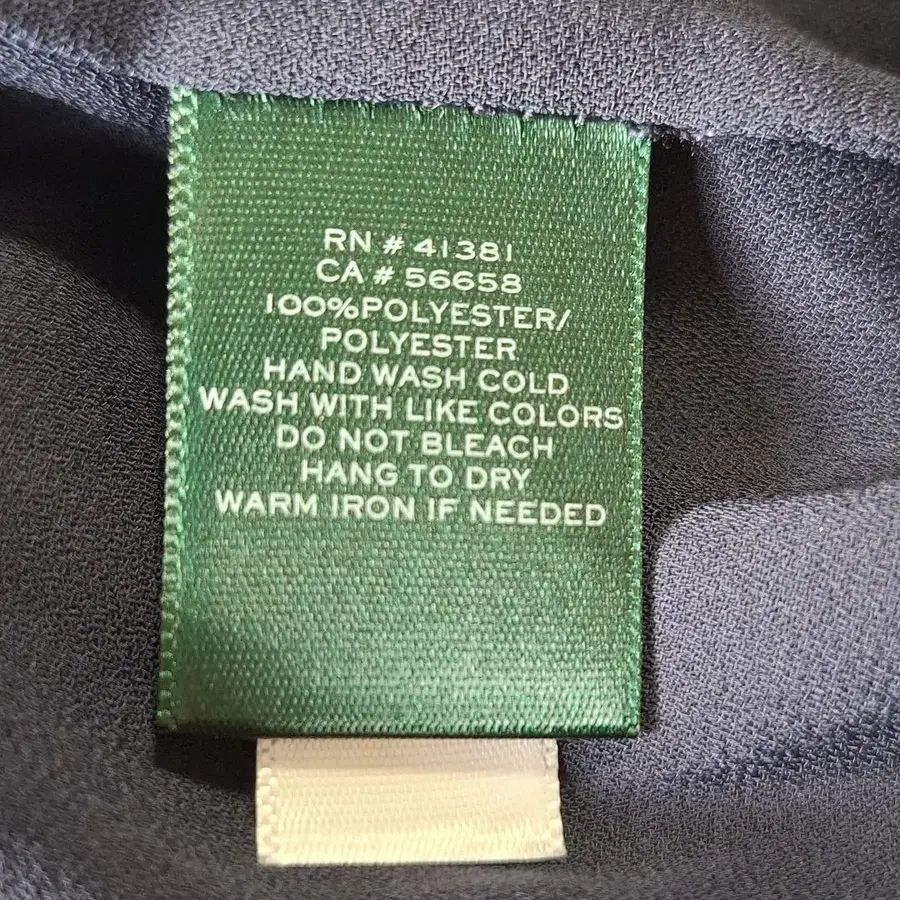 RN # 41381
CA # 56658
100%POLYESTER/
POLYESTER
HAND WASH COLD
WASH WITH LIKE COLORS
DO NOT BLEACH
HANG TO DRY
WARM IRON IF NEEDED